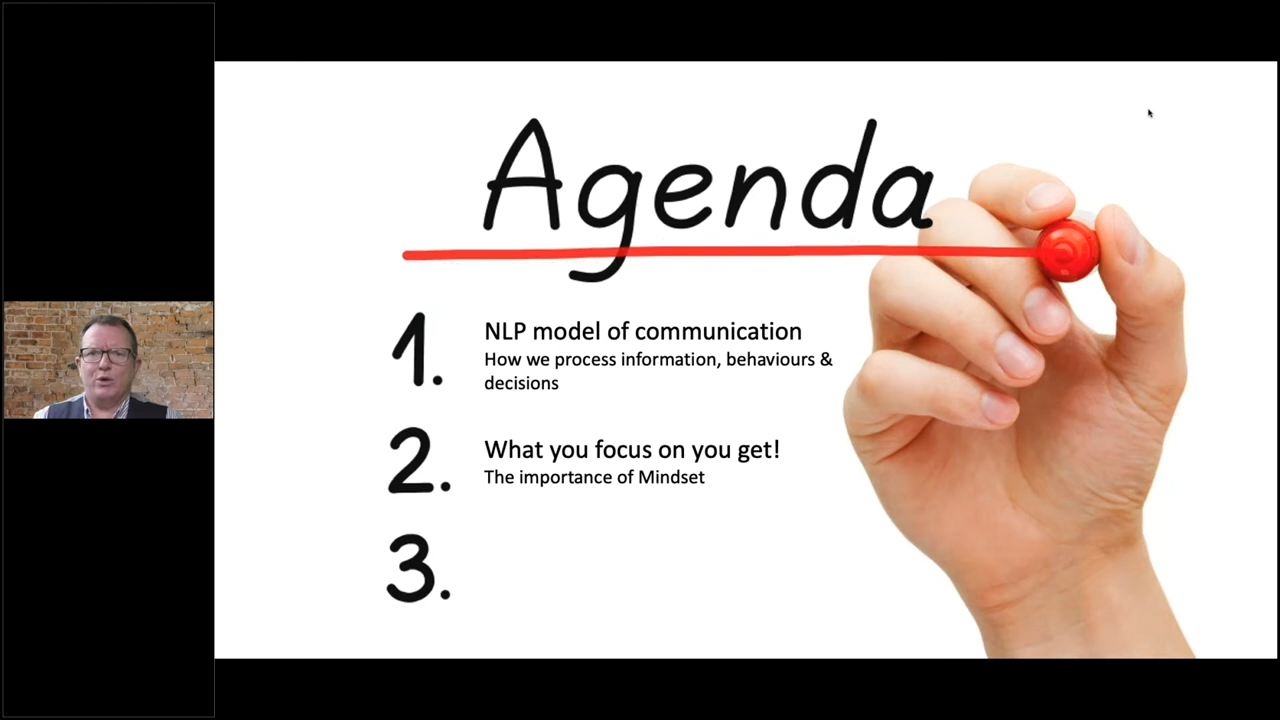 Agenda
1.
NLP model of communication
How we process information, behaviours &
decisions
2.
What you focus on you get!
The importance of Mindset
3.